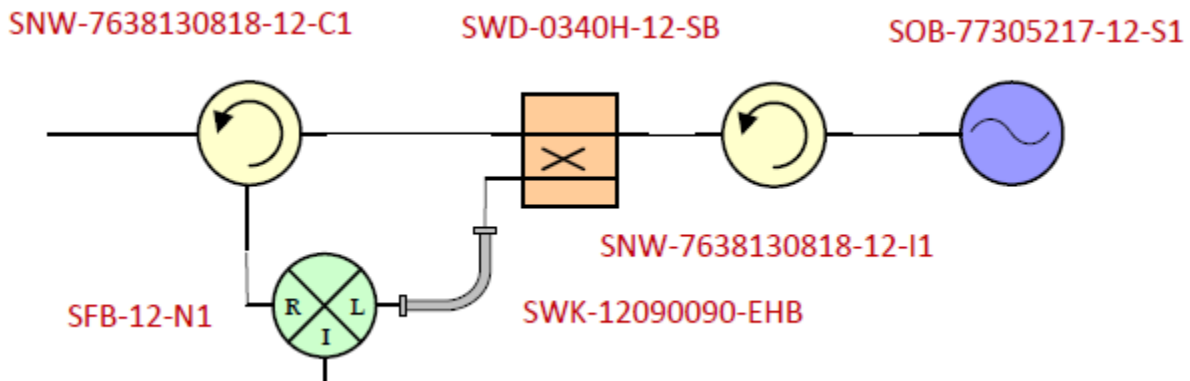 SNW-7638130818-12-C1
SWD-0340H-12-SB
SOB-77305217-12-S1
SNW-7638130818-12-I1
SFB-12-N1
R
L
I
SWK-12090090-EHB